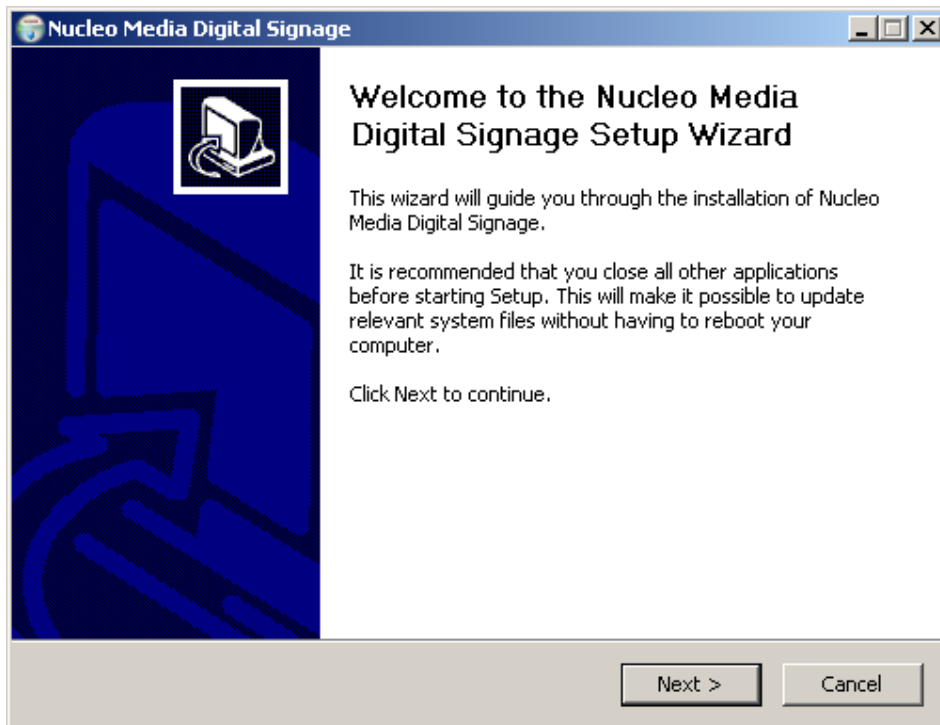 Nucleo Media Digital Signage
Welcome to the Nucleo Media
Digital Signage Setup Wizard
This wizard will guide you through the installation of Nucleo
Media Digital Signage.
It is recommended that you close all other applications
before starting Setup. This will make it possible to update
relevant system files without having to reboot your
computer.
Click Next to continue.
Next >
Cancel